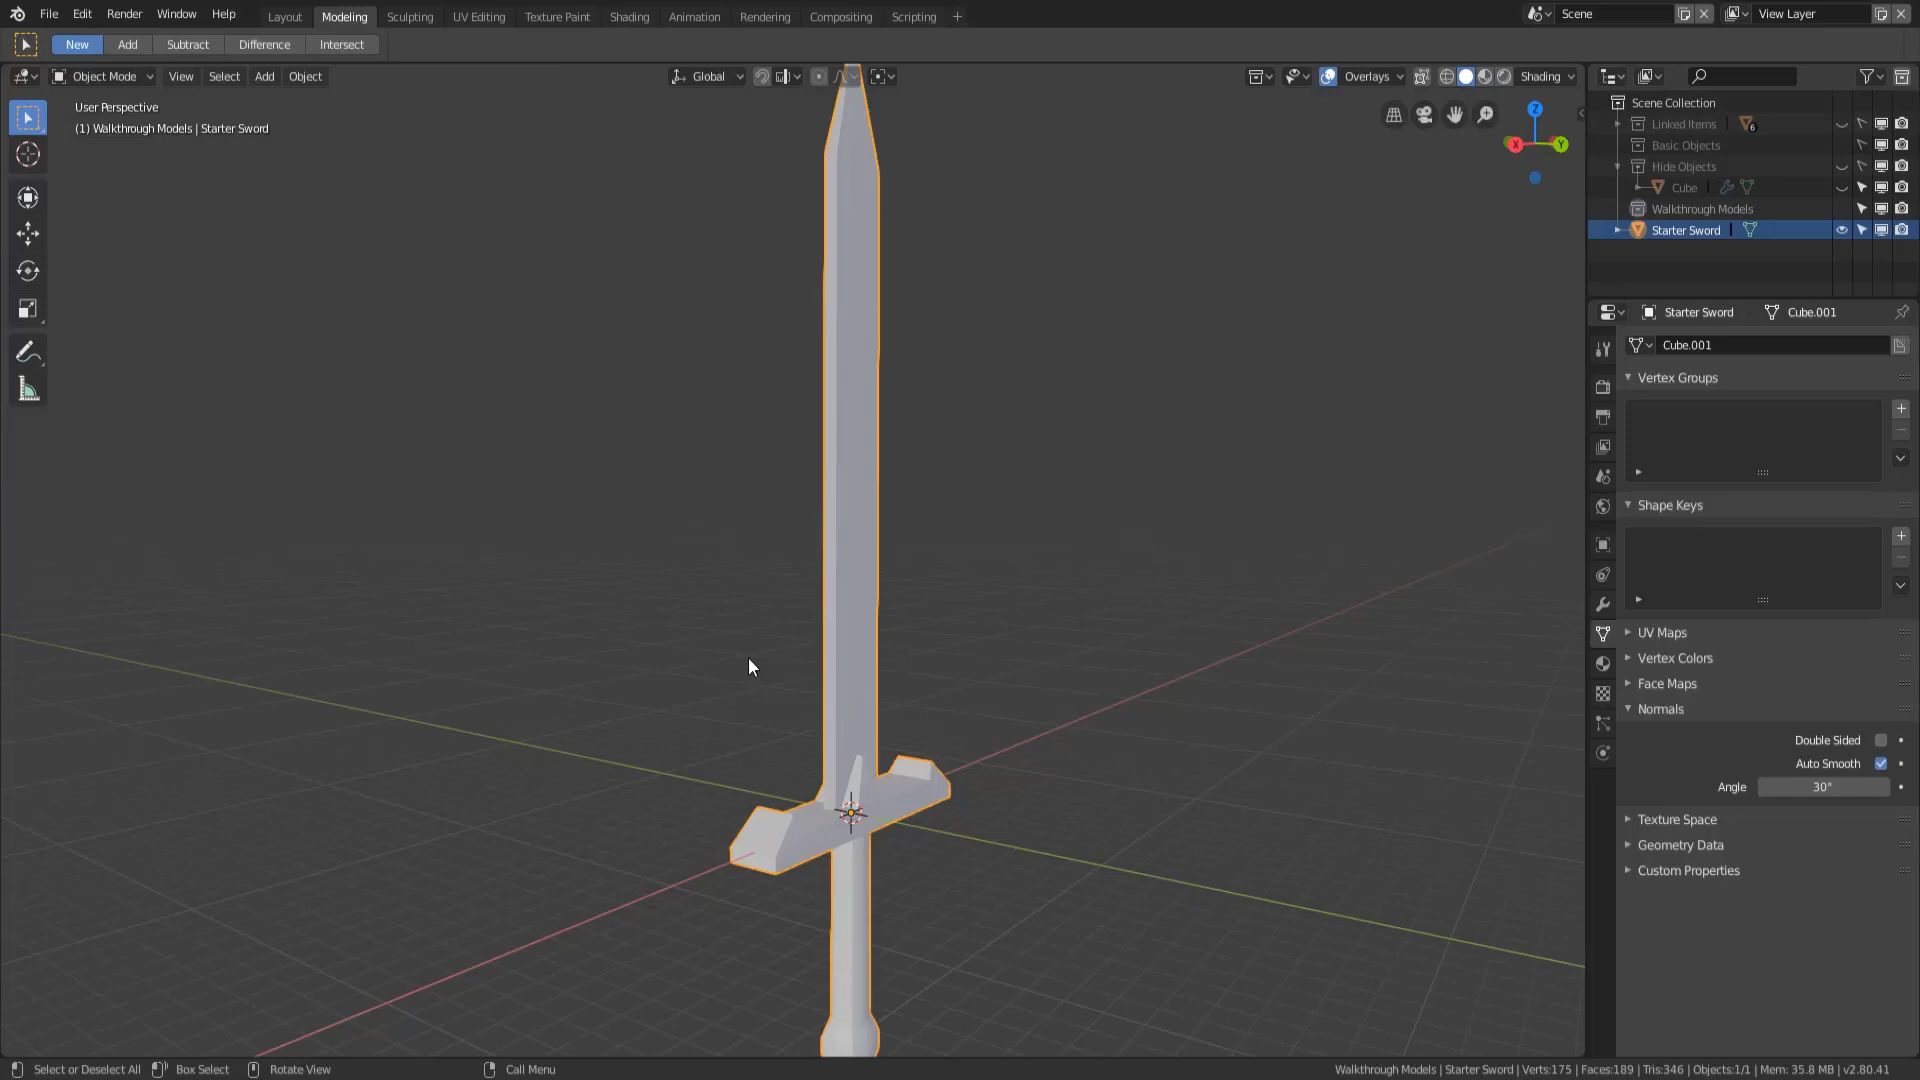 File Edit Render Window Help Layout Modeling Sculpting UV Editing Texture Paint Shading Animation Rendering Compositing Scripting + Scene View Layer
New Add Subtract Difference Intersect
Object Mode View Select Add Object Global Overlays Shading
User Perspective
(1) Walkthrough Models | Starter Sword
Z
X
Y
Scene Collection
Linked Items 6
Basic Objects
Hide Objects
Cube
Walkthrough Models
Starter Sword
Starter Sword Cube.001
Cube.001
Vertex Groups
Shape Keys
UV Maps
Vertex Colors
Face Maps
Normals
Double Sided
Auto Smooth
Angle 30°
Texture Space
Geometry Data
Custom Properties
Select or Deselect All Box Select Rotate View Call Menu Walkthrough Models | Starter Sword | Verts:175 | Faces:189 | Tris:346 | Objects:1/1 | Mem: 35.8 MB | v2.80.41